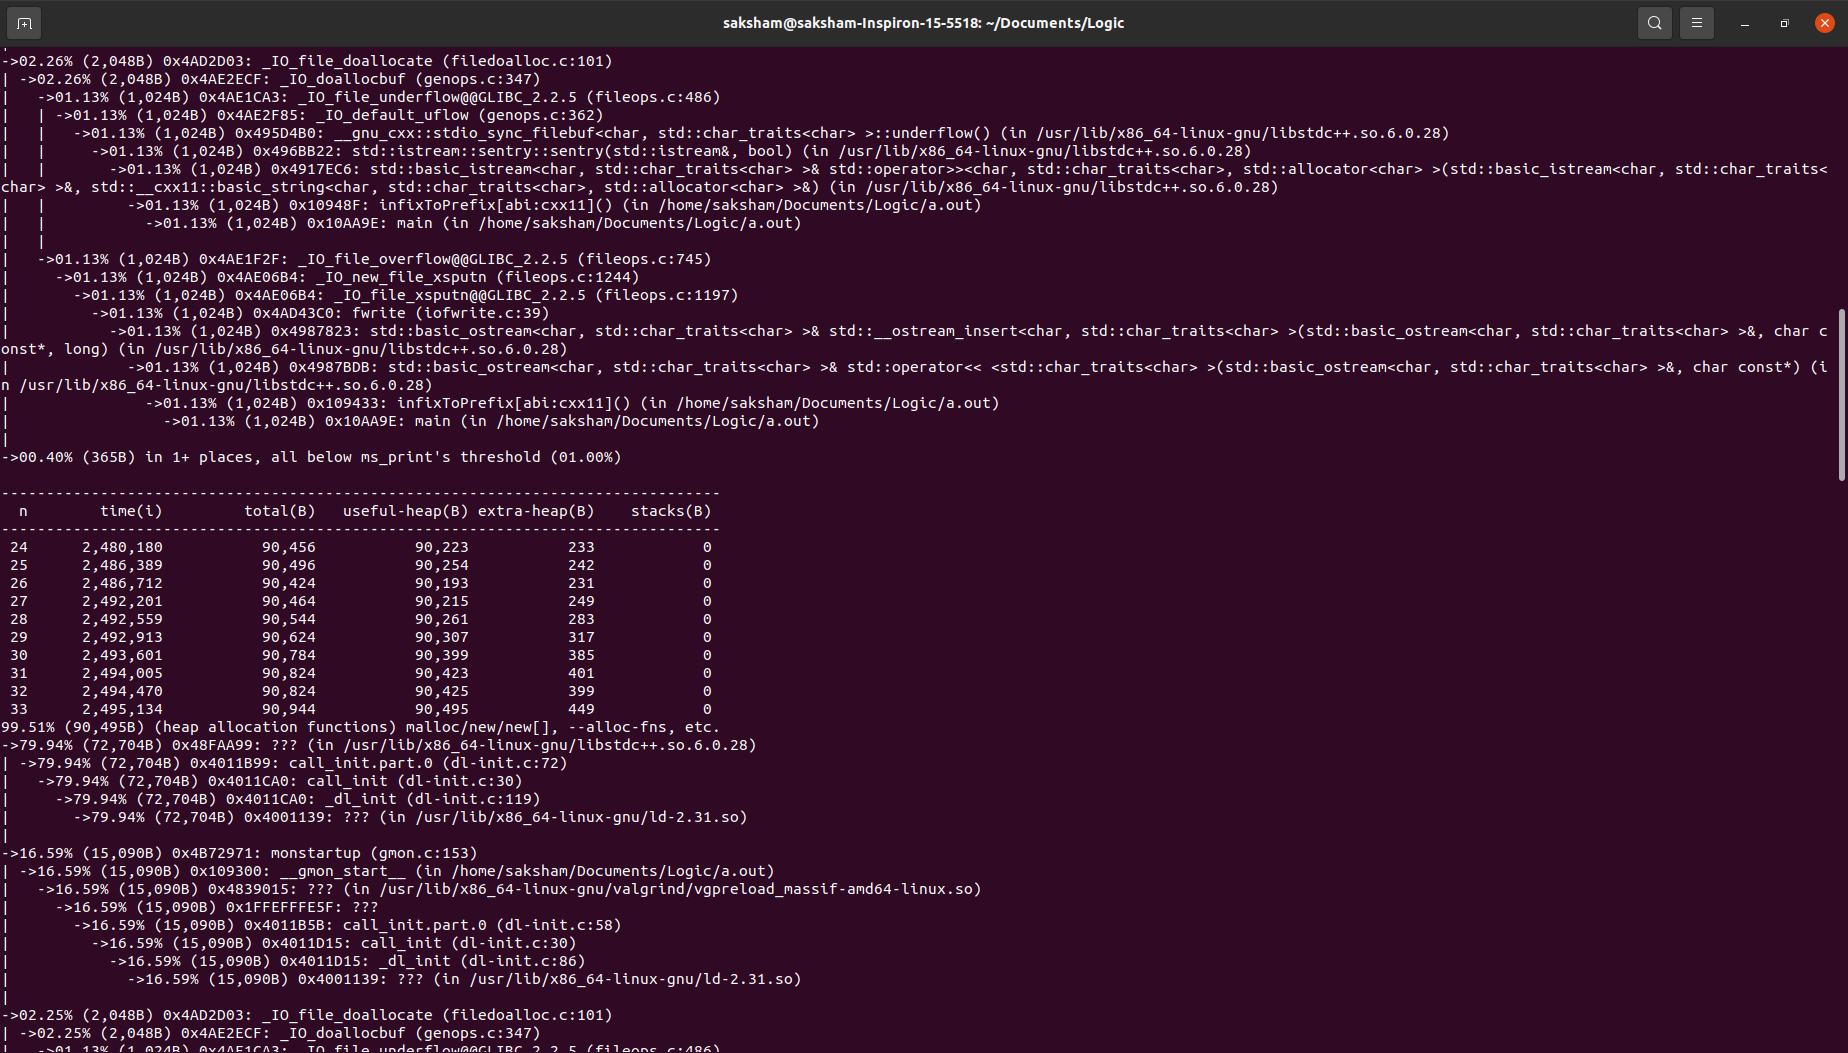 saksham@saksham-Inspiron-15-5518: ~/Documents/Logic
->02.26% (2,048B) 0x4AD2D03: _IO_file_doallocate (filedoalloc.c:101)
| ->02.26% (2,048B) 0x4AE2ECF: _IO_doallocbuf (genops.c:347)
|   ->01.13% (1,024B) 0x4AE1CA3: _IO_file_underflow@@GLIBC_2.2.5 (fileops.c:486)
|   | ->01.13% (1,024B) 0x4AE2F85: _IO_default_uflow (genops.c:362)
|   |   ->01.13% (1,024B) 0x495D4B0: __gnu_cxx::stdio_sync_filebuf<char, std::char_traits<char> >::underflow() (in /usr/lib/x86_64-linux-gnu/libstdc++.so.6.0.28)
|   |     ->01.13% (1,024B) 0x496BB22: std::istream::sentry::sentry(std::istream&, bool) (in /usr/lib/x86_64-linux-gnu/libstdc++.so.6.0.28)
|   |       ->01.13% (1,024B) 0x4917EC6: std::basic_istream<char, std::char_traits<char> >& std::operator>><char, std::char_traits<char>, std::allocator<char> >(std::basic_istream<char, std::char_traits<
char> >&, std::__cxx11::basic_string<char, std::char_traits<char>, std::allocator<char> >&) (in /usr/lib/x86_64-linux-gnu/libstdc++.so.6.0.28)
|   |         ->01.13% (1,024B) 0x10948F: infixToPrefix[abi:cxx11]() (in /home/saksham/Documents/Logic/a.out)
|   |           ->01.13% (1,024B) 0x10AA9E: main (in /home/saksham/Documents/Logic/a.out)
|   |
|   ->01.13% (1,024B) 0x4AE1F2F: _IO_file_overflow@@GLIBC_2.2.5 (fileops.c:745)
|     ->01.13% (1,024B) 0x4AE06B4: _IO_new_file_xsputn (fileops.c:1244)
|       ->01.13% (1,024B) 0x4AE06B4: _IO_file_xsputn@@GLIBC_2.2.5 (fileops.c:1197)
|         ->01.13% (1,024B) 0x4AD43C0: fwrite (iofwrite.c:39)
|           ->01.13% (1,024B) 0x4987823: std::basic_ostream<char, std::char_traits<char> >& std::__ostream_insert<char, std::char_traits<char> >(std::basic_ostream<char, std::char_traits<char> >&, char c
onst*, long) (in /usr/lib/x86_64-linux-gnu/libstdc++.so.6.0.28)
|             ->01.13% (1,024B) 0x4987BDB: std::basic_ostream<char, std::char_traits<char> >& std::operator<< <std::char_traits<char> >(std::basic_ostream<char, std::char_traits<char> >&, char const*) (i
n /usr/lib/x86_64-linux-gnu/libstdc++.so.6.0.28)
|               ->01.13% (1,024B) 0x109433: infixToPrefix[abi:cxx11]() (in /home/saksham/Documents/Logic/a.out)
|                 ->01.13% (1,024B) 0x10AA9E: main (in /home/saksham/Documents/Logic/a.out)
|
->00.40% (365B) in 1+ places, all below ms_print's threshold (01.00%)
--------------------------------------------------------------------------------
  n        time(i)         total(B)   useful-heap(B) extra-heap(B)    stacks(B)
--------------------------------------------------------------------------------
 24      2,480,180           90,456           90,223           233            0
 25      2,486,389           90,496           90,254           242            0
 26      2,486,712           90,424           90,193           231            0
 27      2,492,201           90,464           90,215           249            0
 28      2,492,559           90,544           90,261           283            0
 29      2,492,913           90,624           90,307           317            0
 30      2,493,601           90,784           90,399           385            0
 31      2,494,005           90,824           90,423           401            0
 32      2,494,470           90,824           90,425           399            0
 33      2,495,134           90,944           90,495           449            0
99.51% (90,495B) (heap allocation functions) malloc/new/new[], --alloc-fns, etc.
->79.94% (72,704B) 0x48FAA99: ??? (in /usr/lib/x86_64-linux-gnu/libstdc++.so.6.0.28)
| ->79.94% (72,704B) 0x4011B99: call_init.part.0 (dl-init.c:72)
|   ->79.94% (72,704B) 0x4011CA0: call_init (dl-init.c:30)
|     ->79.94% (72,704B) 0x4011CA0: _dl_init (dl-init.c:119)
|       ->79.94% (72,704B) 0x4001139: ??? (in /usr/lib/x86_64-linux-gnu/ld-2.31.so)
|
->16.59% (15,090B) 0x4B72971: monstartup (gmon.c:153)
| ->16.59% (15,090B) 0x109300: __gmon_start__ (in /home/saksham/Documents/Logic/a.out)
|   ->16.59% (15,090B) 0x4839015: ??? (in /usr/lib/x86_64-linux-gnu/valgrind/vgpreload_massif-amd64-linux.so)
|     ->16.59% (15,090B) 0x1FFEFFFE5F: ???
|       ->16.59% (15,090B) 0x4011B5B: call_init.part.0 (dl-init.c:58)
|         ->16.59% (15,090B) 0x4011D15: call_init (dl-init.c:30)
|           ->16.59% (15,090B) 0x4011D15: _dl_init (dl-init.c:86)
|             ->16.59% (15,090B) 0x4001139: ??? (in /usr/lib/x86_64-linux-gnu/ld-2.31.so)
|
->02.25% (2,048B) 0x4AD2D03: _IO_file_doallocate (filedoalloc.c:101)
| ->02.25% (2,048B) 0x4AE2ECF: _IO_doallocbuf (genops.c:347)
|   ->01.13% (1,024B) 0x4AE1CA3: _IO_file_underflow@@GLIBC_2.2.5 (fileops.c:486)